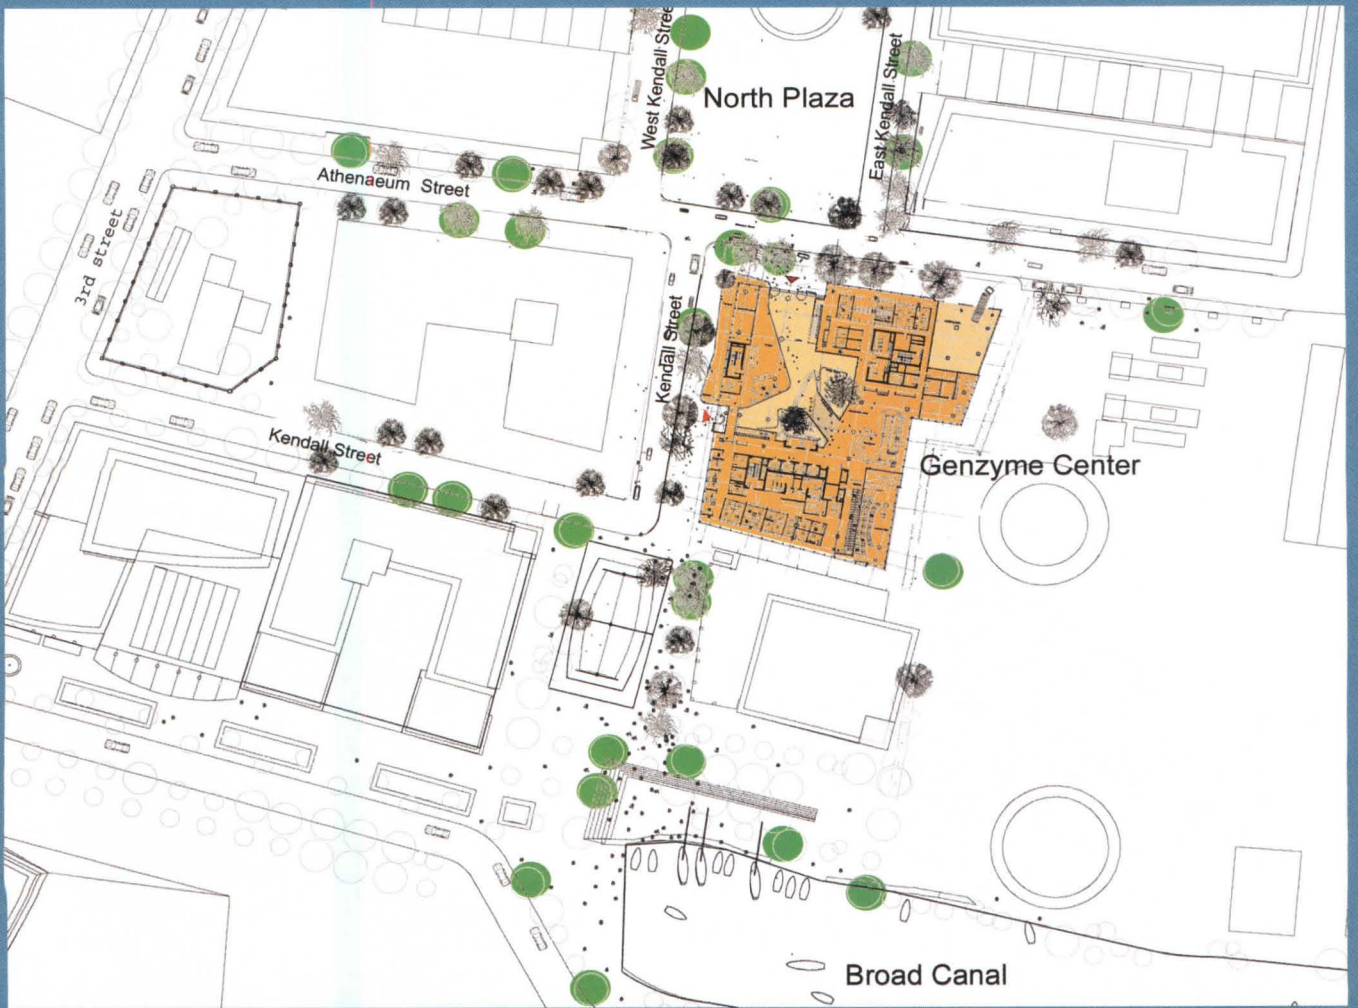 West Kendall Stree
North Plaza
East Kendall Street
Athenaeum Street
3rd street
Kendall Street
Kendall Street
Genzyme Center
Broad Canal